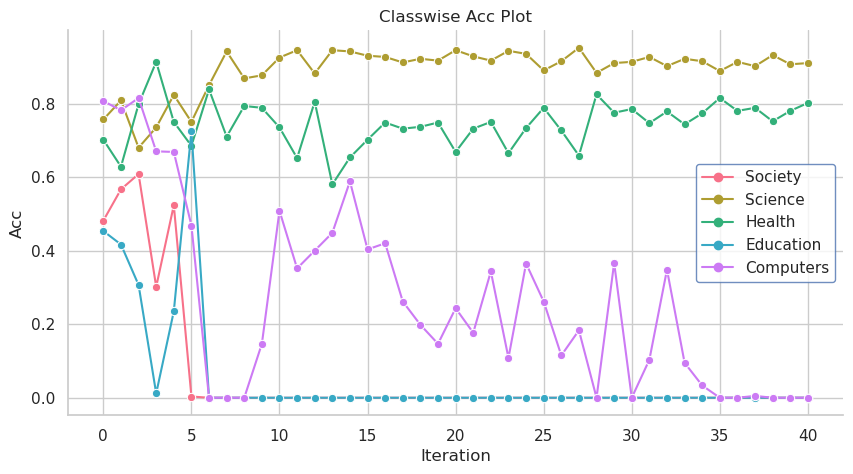 Classwise Acc Plot
Acc
0.8
0.6
0.4
0.2
0.0
Society
Science
Health
Education
Computers
0 5 10 15 20 25 30 35 40
Iteration